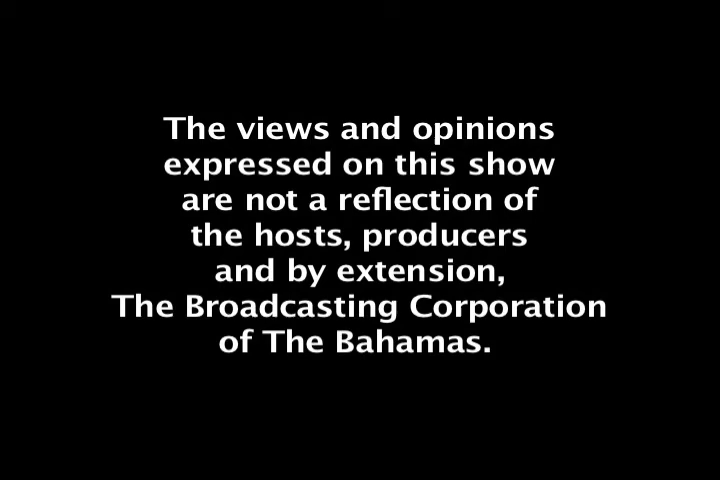 The views and opinions
expressed on this show
are not a reflection of
the hosts, producers
and by extension,
The Broadcasting Corporation
of The Bahamas.